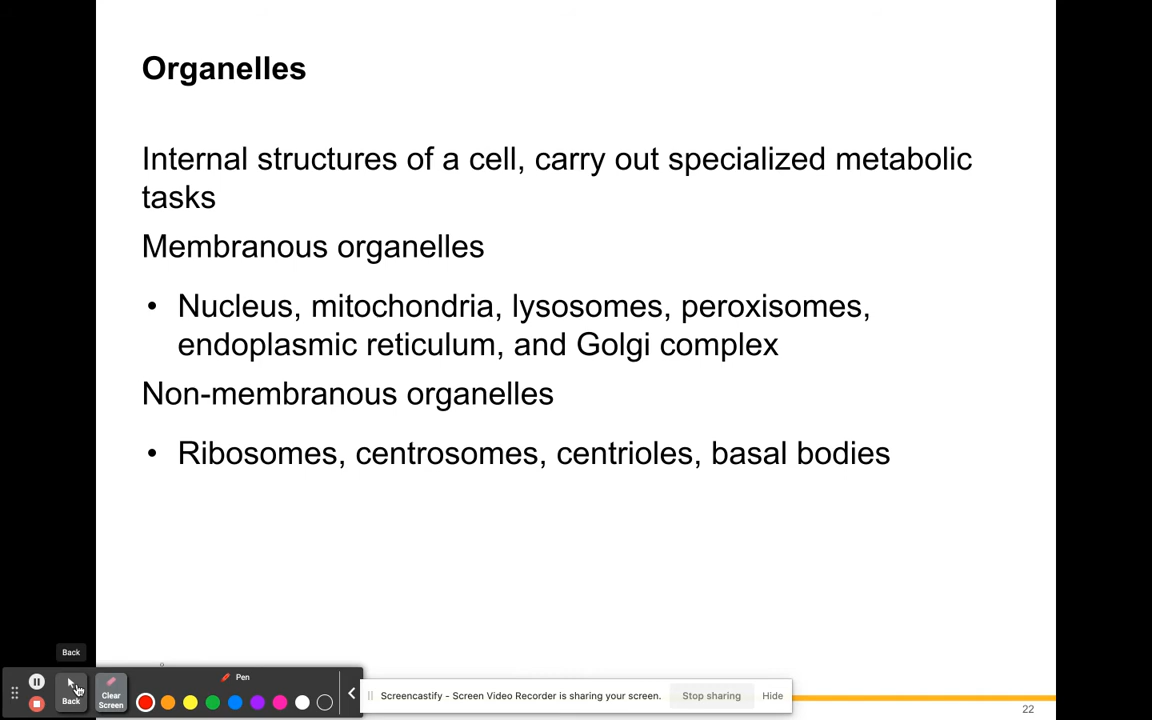 Organelles
Internal structures of a cell, carry out specialized metabolic
tasks
Membranous organelles
• Nucleus, mitochondria, lysosomes, peroxisomes,
endoplasmic reticulum, and Golgi complex
Non-membranous organelles
• Ribosomes, centrosomes, centrioles, basal bodies
Back
Pen
Back
Clear
Screen
Screencastify - Screen Video Recorder is sharing your screen.
Stop sharing
Hide
22